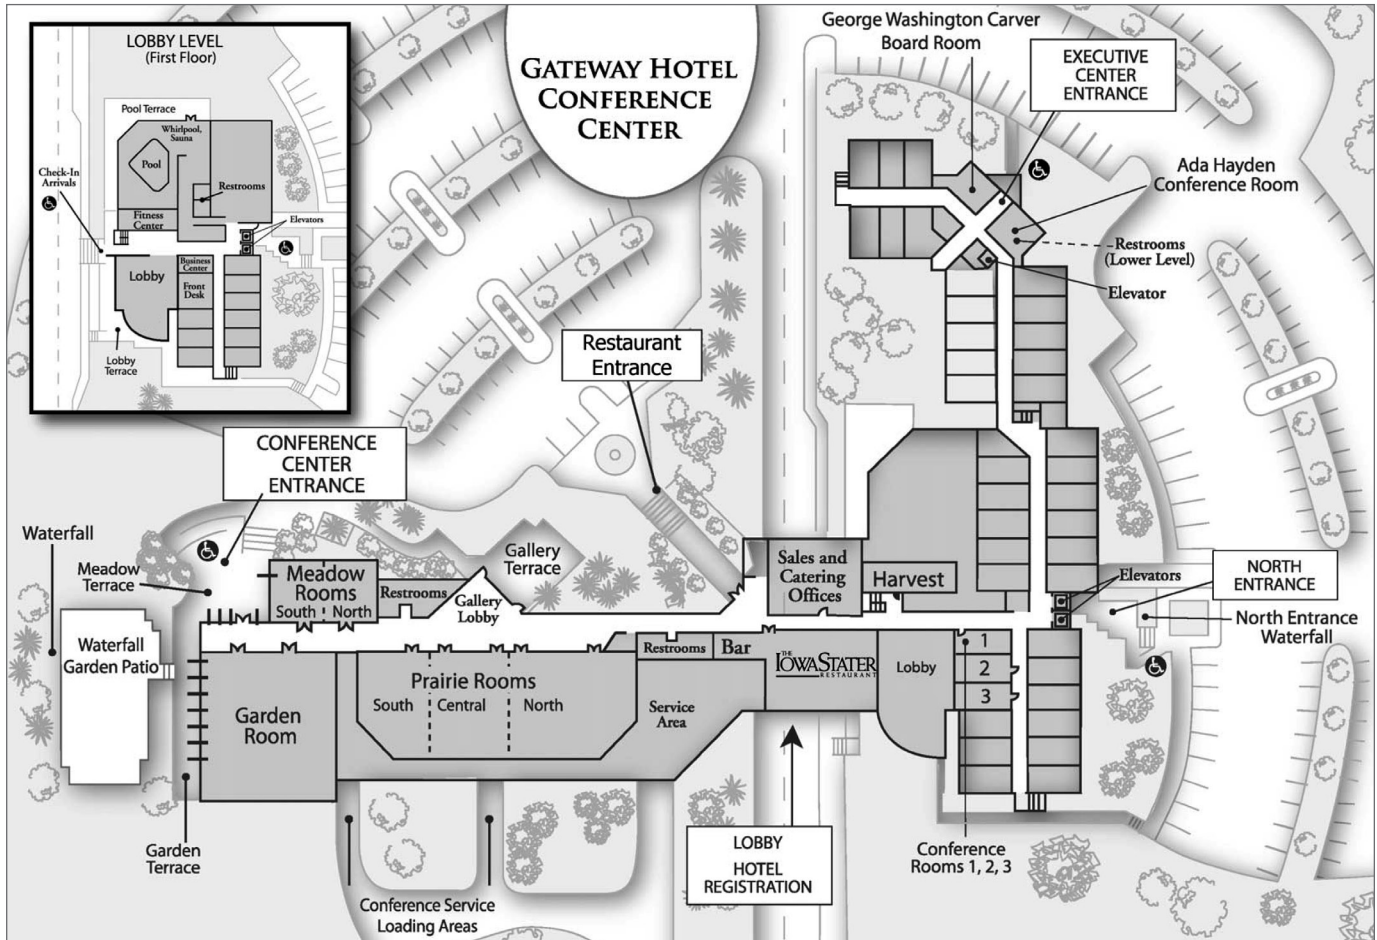 LOBBY LEVEL
(First Floor)
Pool Terrace
Whirlpool,
Sauna
Pool
Check-In
Arrivals
Restrooms
Fitness
Center
Elevators
Lobby
Business
Center
Front
Desk
Lobby
Terrace
GATEWAY HOTEL
CONFERENCE
CENTER
George Washington Carver
Board Room
EXECUTIVE
CENTER
ENTRANCE
Ada Hayden
Conference Room
Restrooms
(Lower Level)
Elevator
Restaurant
Entrance
CONFERENCE
CENTER
ENTRANCE
Waterfall
Meadow
Terrace
Meadow
Rooms
South
North
Restrooms
Gallery
Lobby
Gallery
Terrace
Sales and
Catering
Offices
Harvest
Elevators
NORTH
ENTRANCE
North Entrance
Waterfall
Waterfall
Garden Patio
Garden
Room
Prairie Rooms
South
Central
North
Restrooms
Bar
THE
IOWASTATER
RESTAURANT
Lobby
1
2
3
Service
Area
Garden
Terrace
Conference Service
Loading Areas
LOBBY
HOTEL
REGISTRATION
Conference
Rooms 1, 2, 3